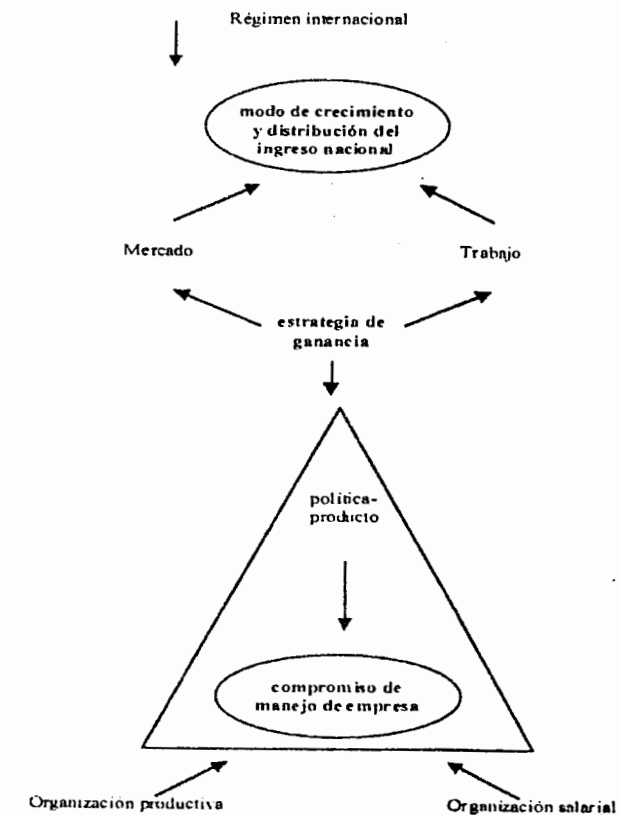 Régimen internacional
modo de crecimiento
y distribución del
ingreso nacional
Mercado
Trabajo
estrategia de
ganancia
política-
producto
compromiso de
manejo de empresa
Organización productiva
Organización salarial